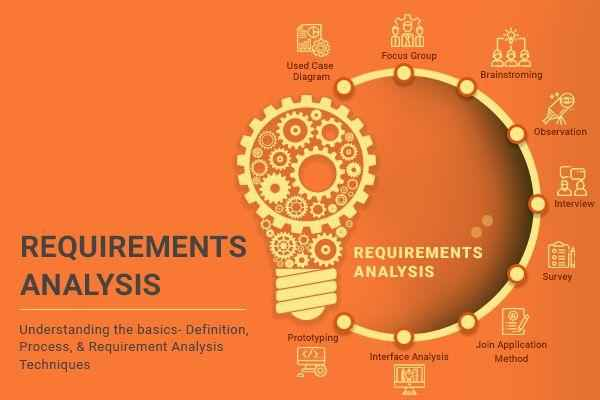 Used Case
Diagram
Focus Group
Brainstroming
Observation
Interview
Survey
Join Application
Method
Interface Analysis
Prototyping
REQUIREMENTS
ANALYSIS
REQUIREMENTS
ANALYSIS
Understanding the basics- Definition,
Process, & Requirement Analysis
Techniques